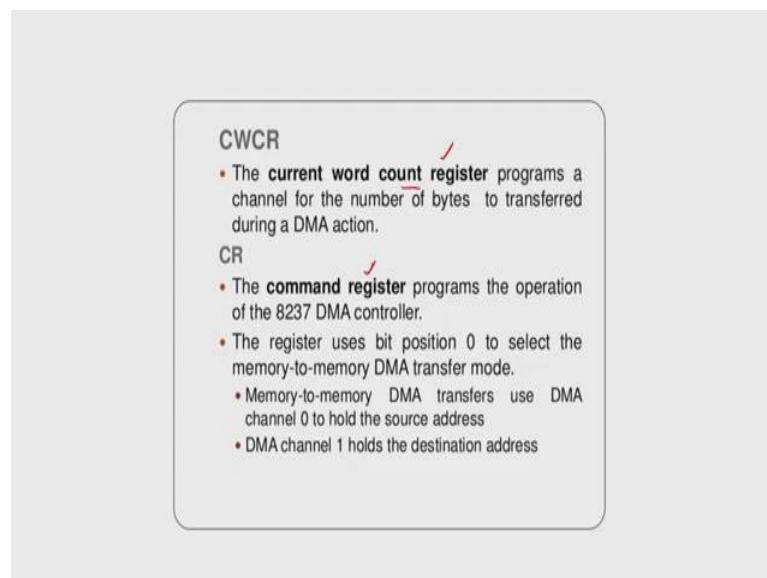 CWCR
• The current word count register programs a
channel for the number of bytes to transferred
during a DMA action.
CR
• The command register programs the operation
of the 8237 DMA controller.
• The register uses bit position 0 to select the
memory-to-memory DMA transfer mode.
• Memory-to-memory DMA transfers use DMA
channel 0 to hold the source address
• DMA channel 1 holds the destination address